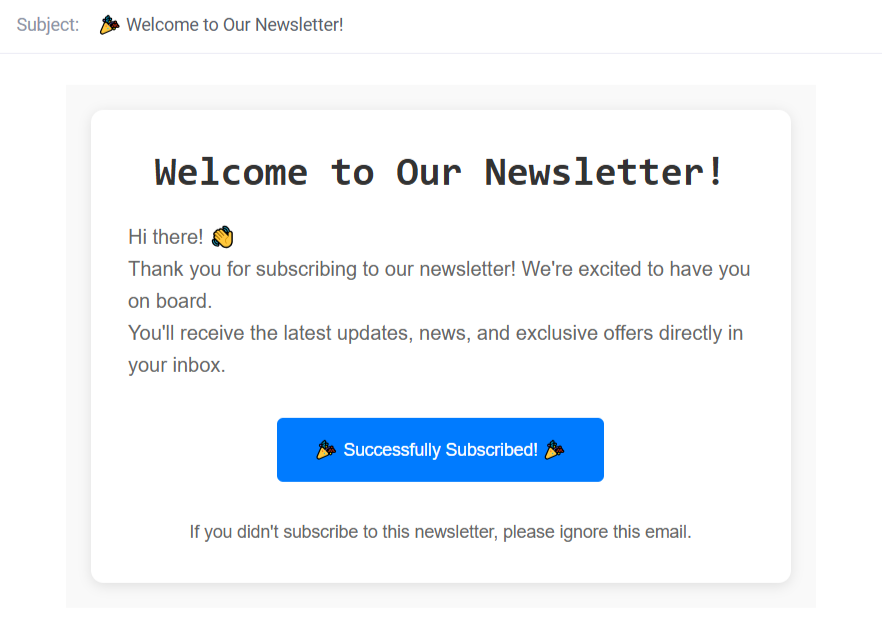 Subject: 🎉 Welcome to Our Newsletter!
Welcome to Our Newsletter!
Hi there! 👋
Thank you for subscribing to our newsletter! We're excited to have you
on board.
You'll receive the latest updates, news, and exclusive offers directly in
your inbox.
🎉 Successfully Subscribed! 🎉
If you didn't subscribe to this newsletter, please ignore this email.